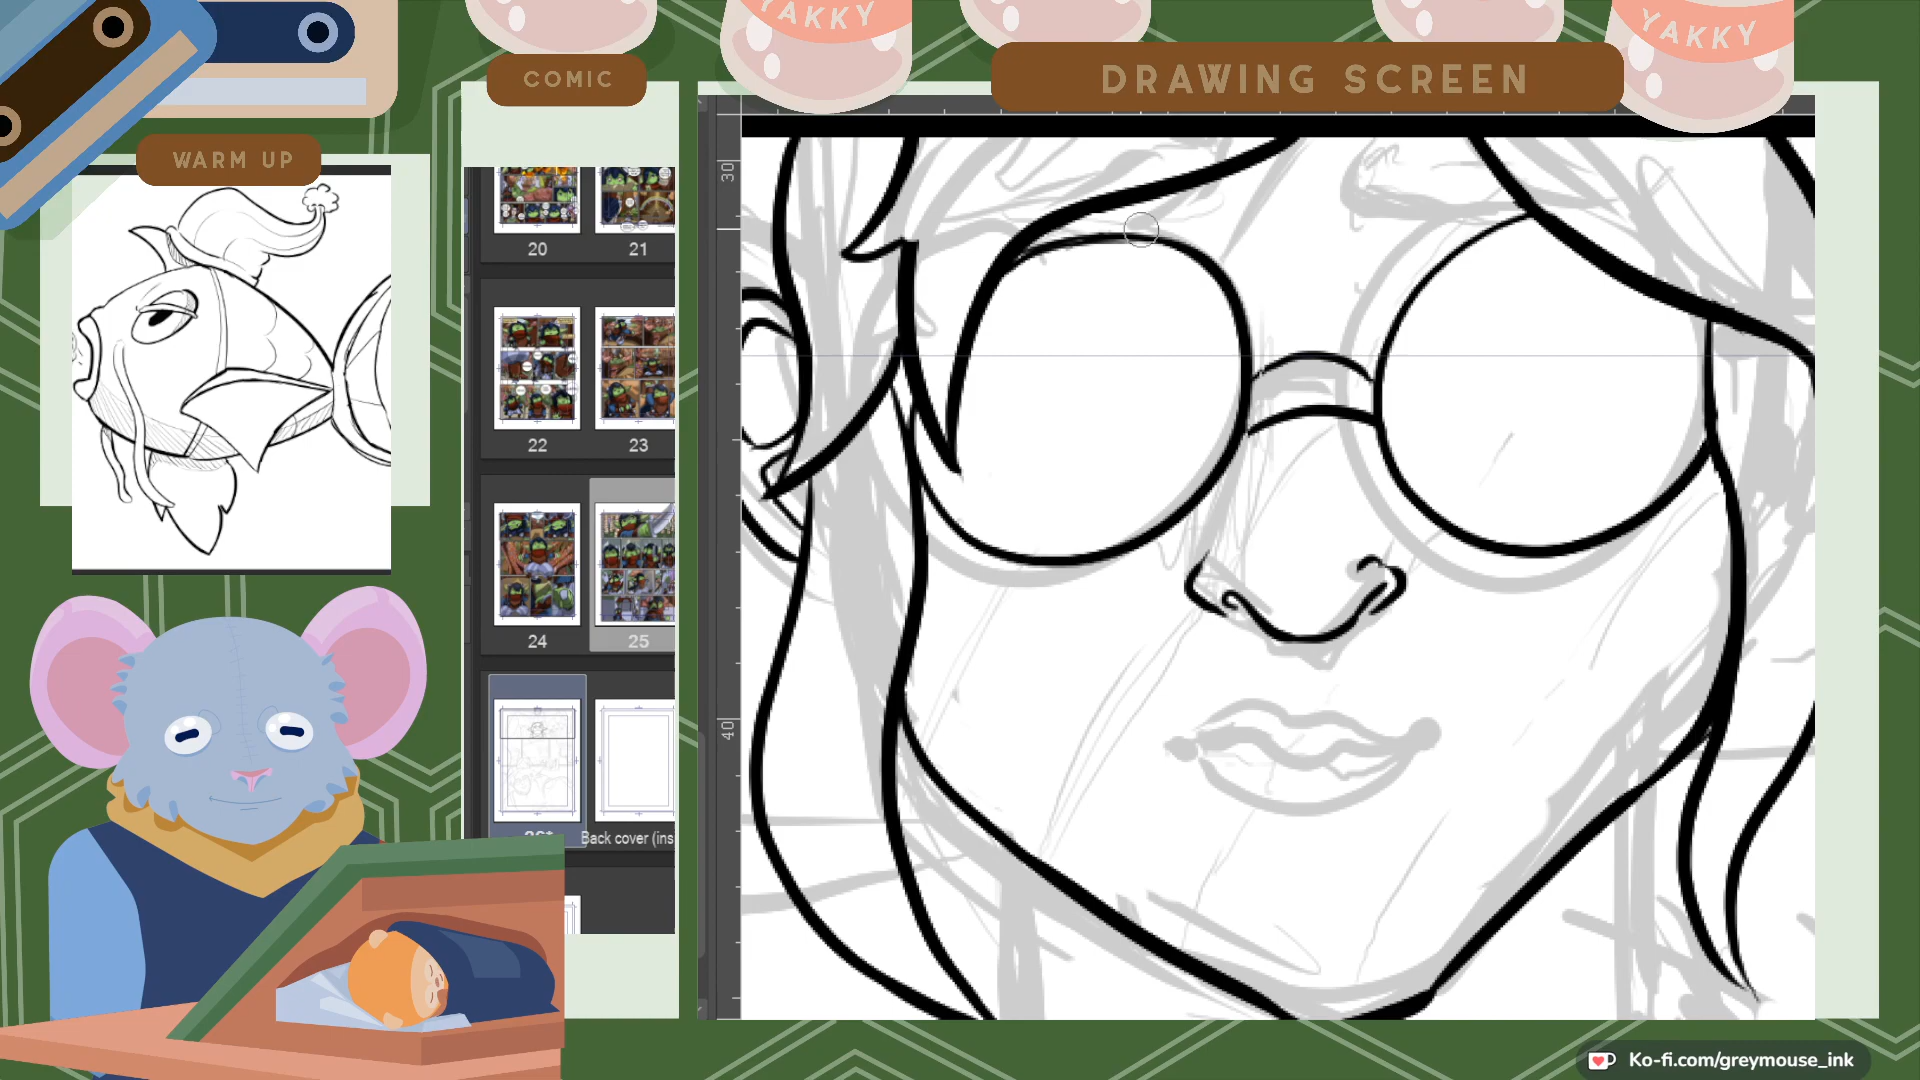 YAKKY
YAKKY
COMIC
DRAWING SCREEN
WARM UP
30
20
21
22
23
24
25
40
Back cover (ins
Ko-fi.com/greymouse_ink